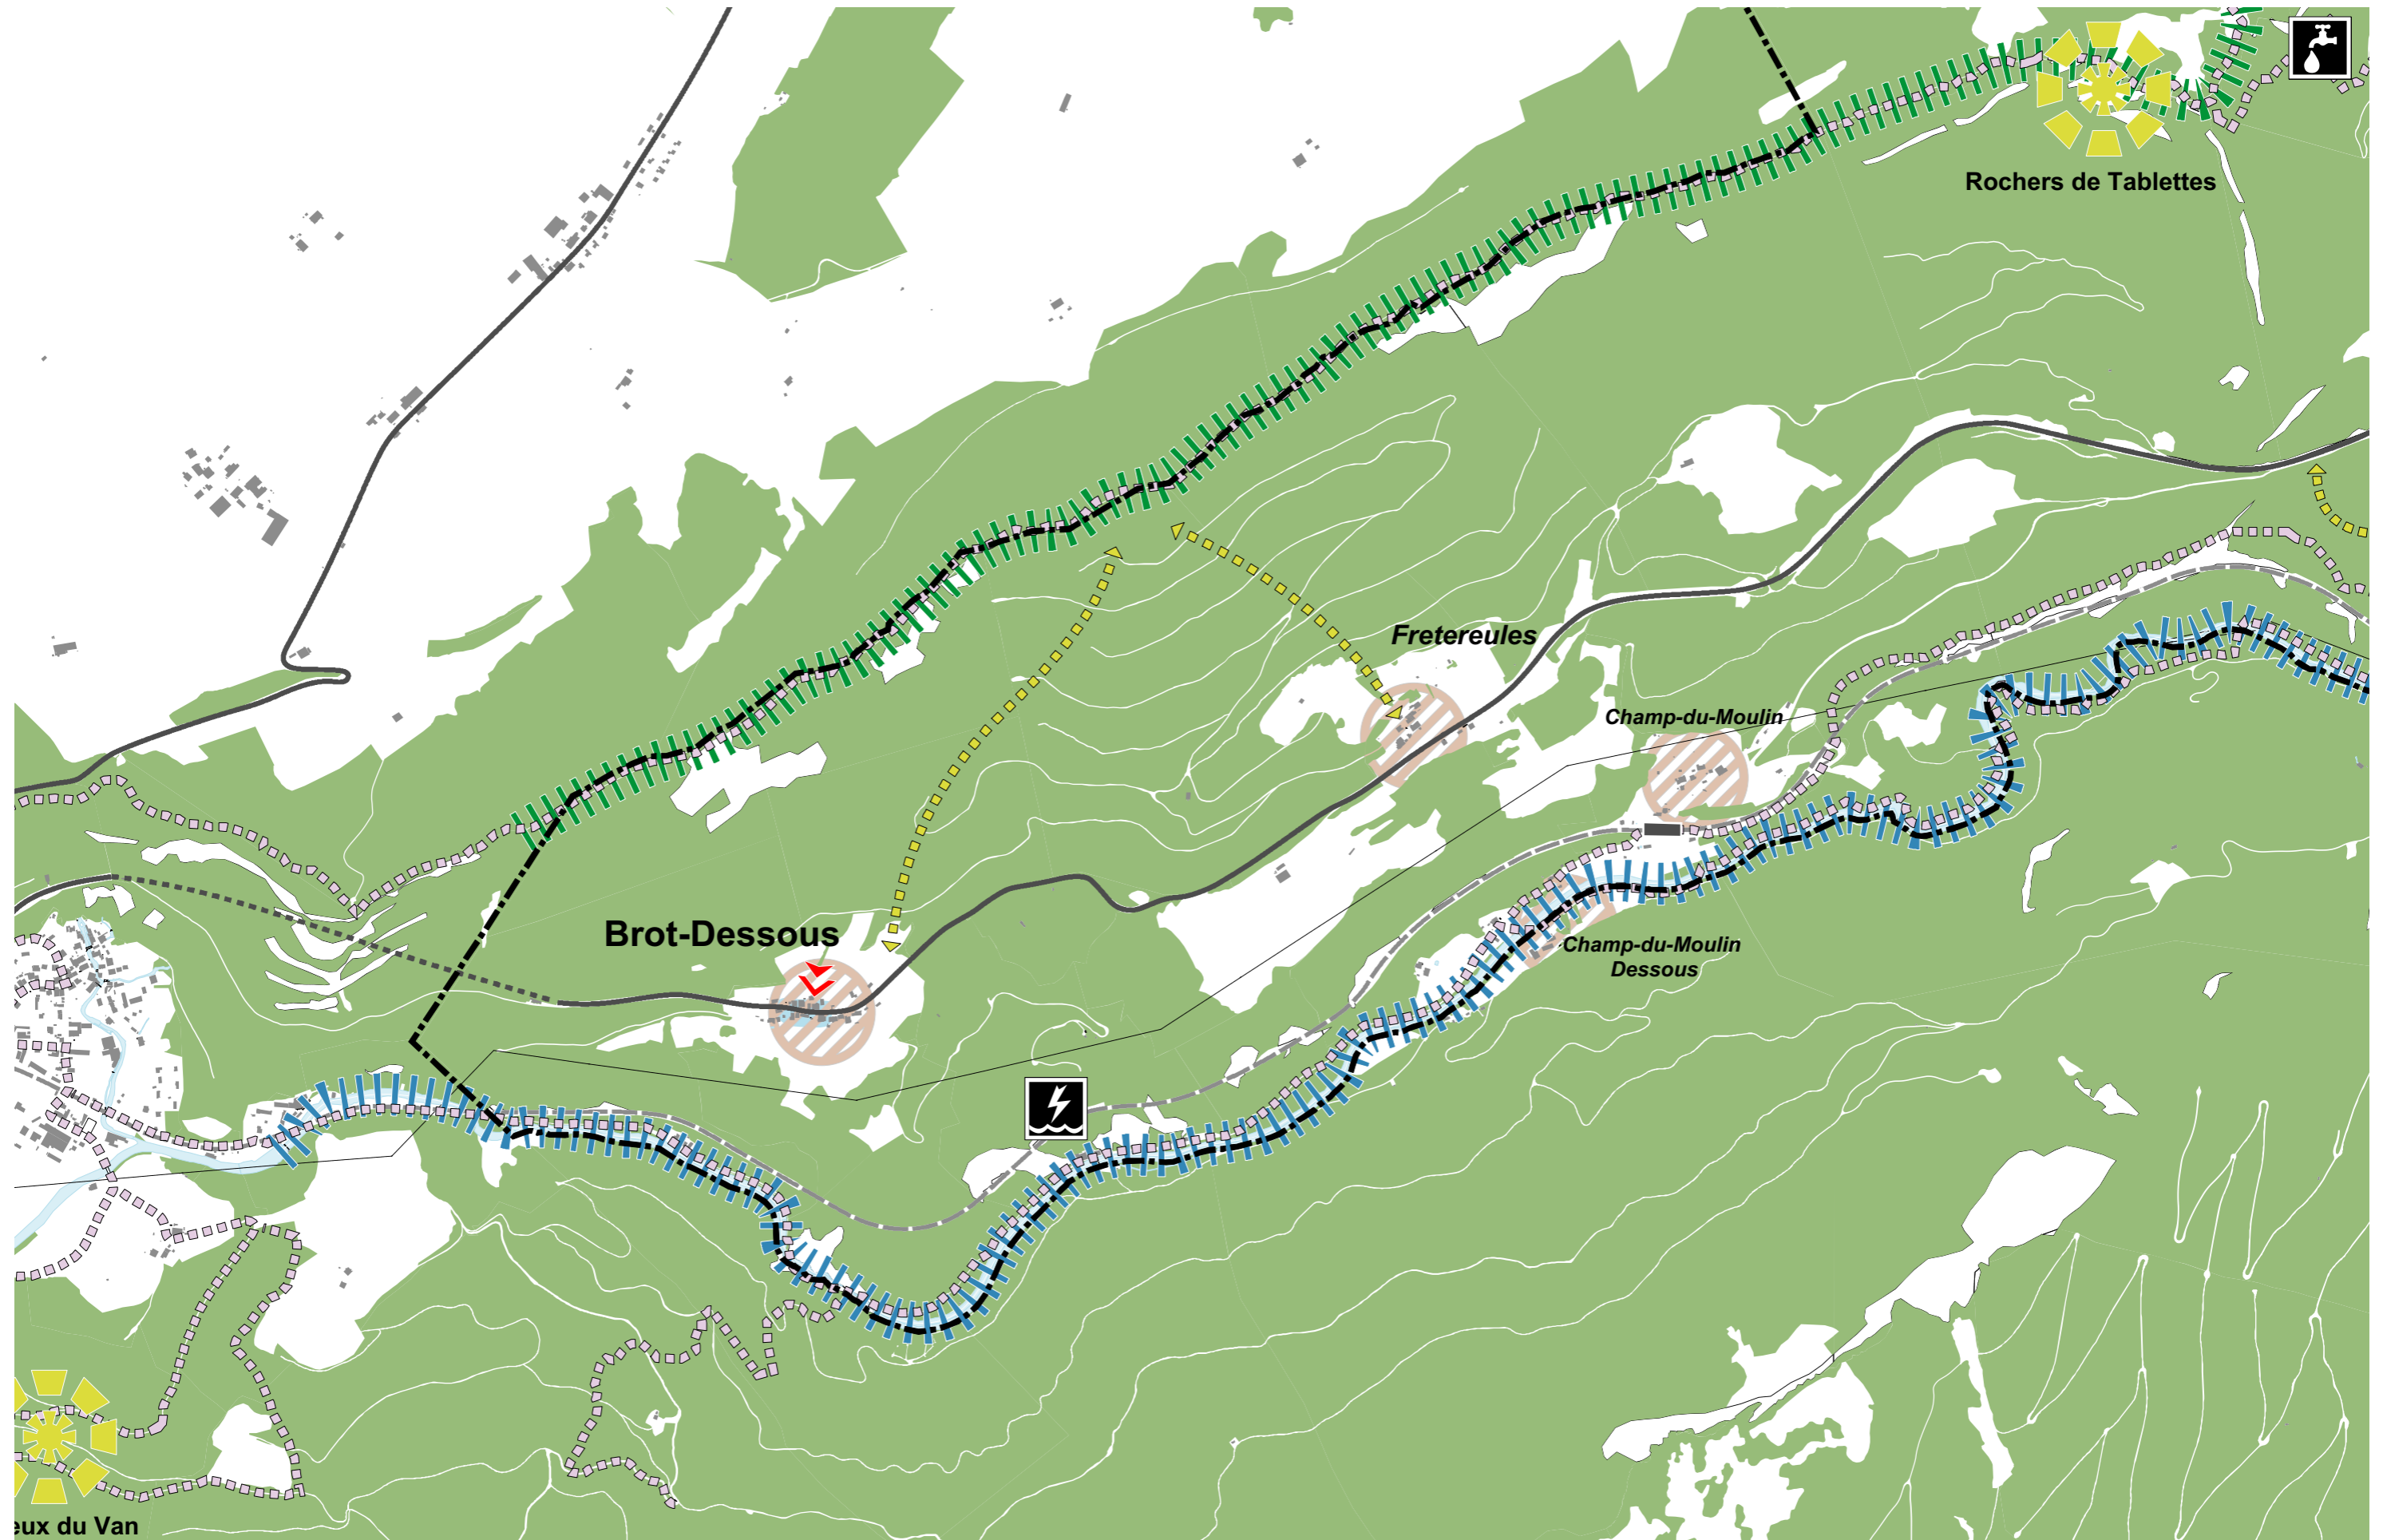 Rochers de Tablettes
Fretereules
Champ-du-Moulin
Brot-Dessous
Champ-du-Moulin
Dessous
eux du Van